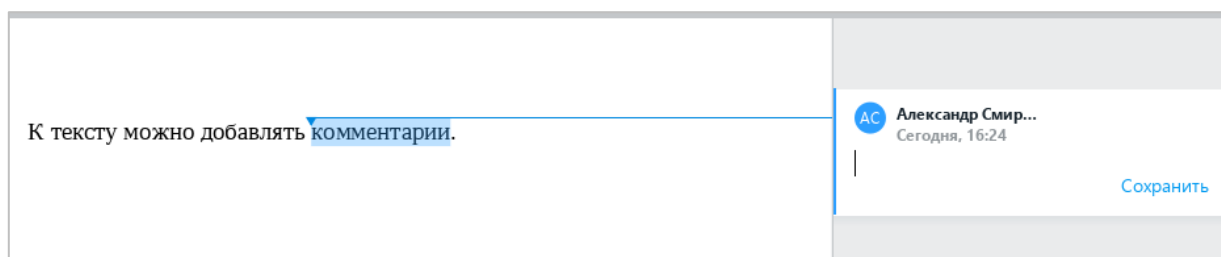 К тексту можно добавлять комментарии.
АС
Александр Смир...
Сегодня, 16:24
Сохранить